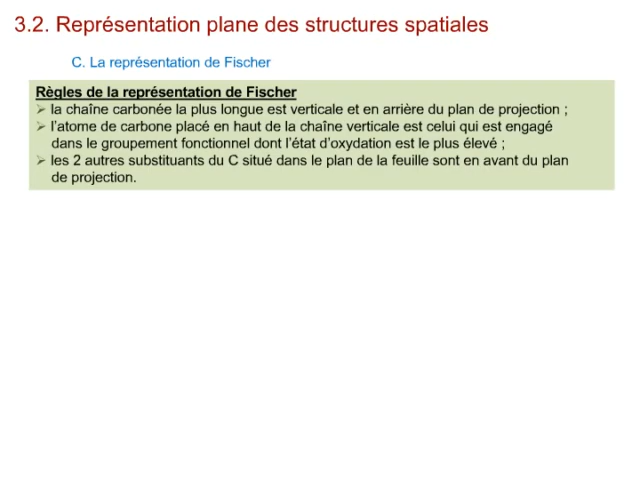 3.2. Représentation plane des structures spatiales
C. La représentation de Fischer
Règles de la représentation de Fischer
➢ la chaîne carbonée la plus longue est verticale et en arrière du plan de projection ;
➢ l'atome de carbone placé en haut de la chaîne verticale est celui qui est engagé
dans le groupement fonctionnel dont l'état d'oxydation est le plus élevé ;
➢ les 2 autres substituants du C situé dans le plan de la feuille sont en avant du plan
de projection.